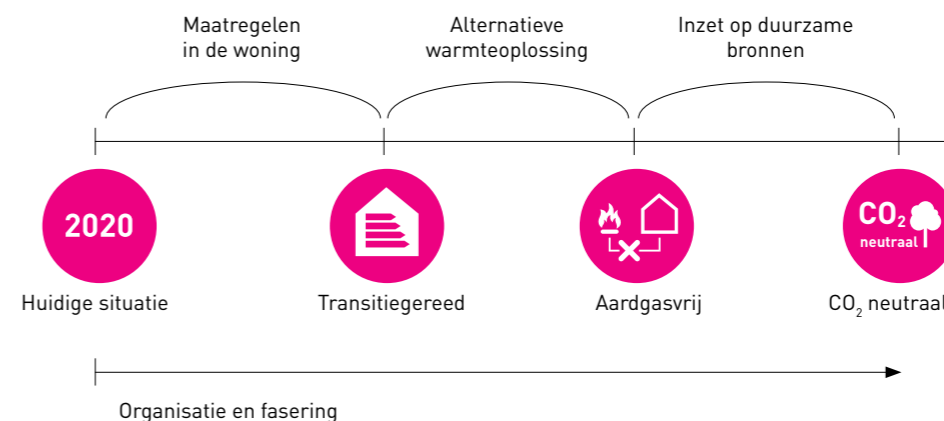 Maatregelen
in de woning
Alternatieve
warmteoplossing
Inzet op duurzame
bronnen
2020
CO₂
neutraal
Huidige situatie
Transitiegereed
Aardgasvrij
CO₂ neutraal
Organisatie en fasering